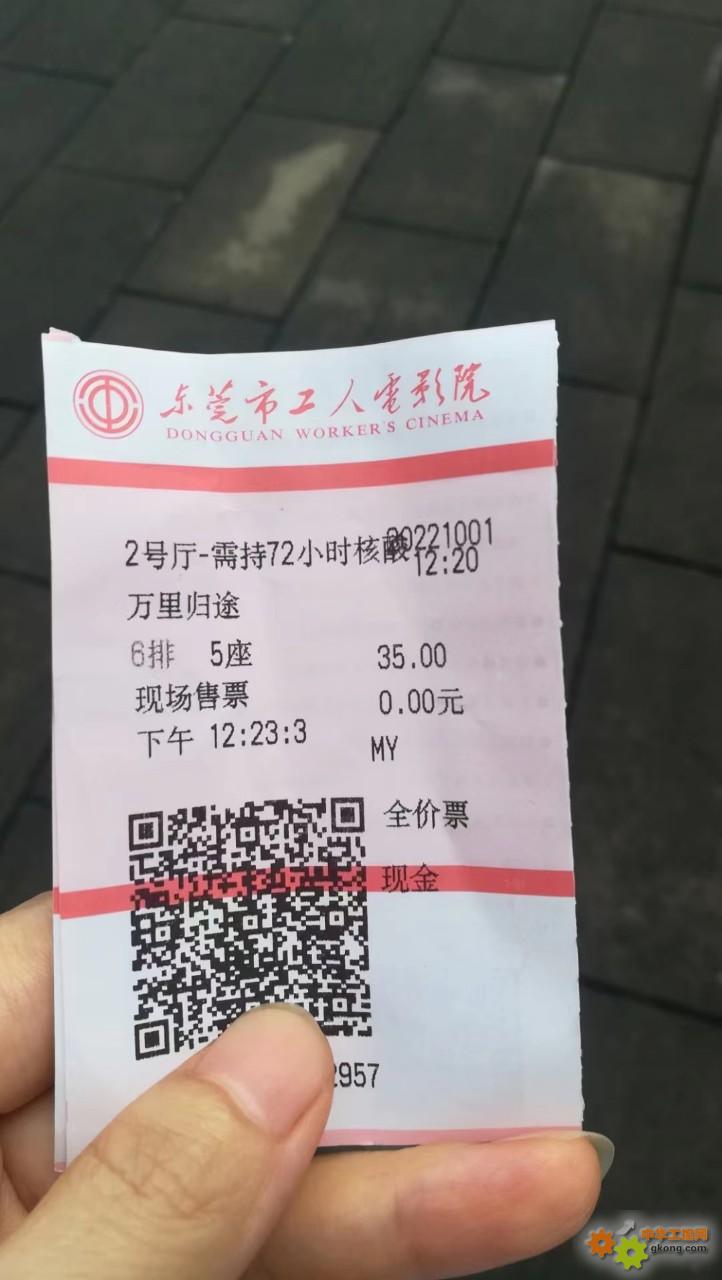 东莞市工人電影院
DONGGUAN WORKER'S CINEMA
2号厅-需持72小时核酸 20221001
12:20
万里归途
6排 5座 35.00
现场售票 0.00元
下午 12:23:3 MY
全价票
现金
2957
中华工控网
gkong.com